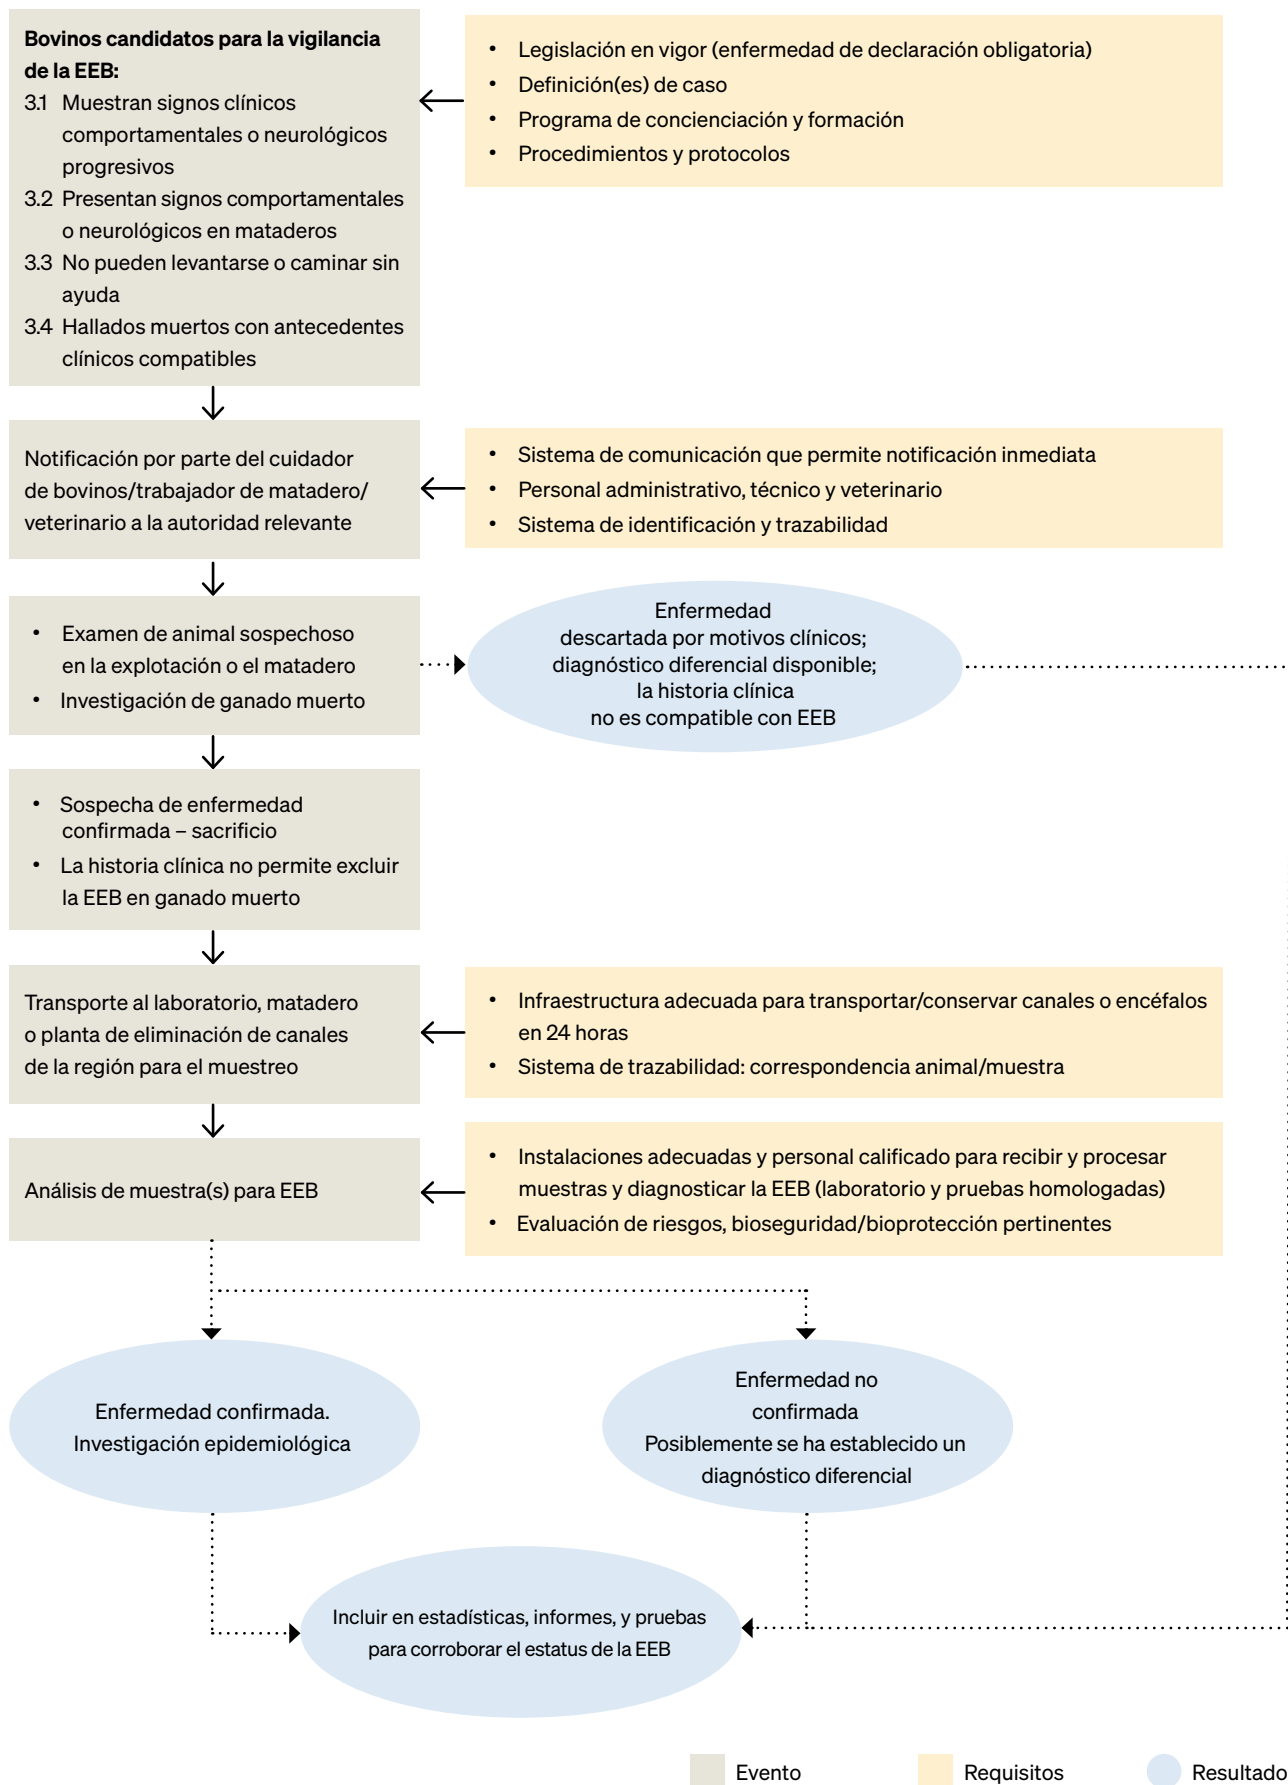 Bovinos candidatos para la vigilancia
de la EEB:
3.1 Muestran signos clínicos
comportamentales o neurológicos
progresivos
3.2 Presentan signos comportamentales
o neurológicos en mataderos
3.3 No pueden levantarse o caminar sin
ayuda
3.4 Hallados muertos con antecedentes
clínicos compatibles
• Legislación en vigor (enfermedad de declaración obligatoria)
• Definición(es) de caso
• Programa de concienciación y formación
• Procedimientos y protocolos
Notificación por parte del cuidador
de bovinos/trabajador de matadero/
veterinario a la autoridad relevante
• Sistema de comunicación que permite notificación inmediata
• Personal administrativo, técnico y veterinario
• Sistema de identificación y trazabilidad
• Examen de animal sospechoso
en la explotación o el matadero
• Investigación de ganado muerto
Enfermedad
descartada por motivos clínicos;
diagnóstico diferencial disponible;
la historia clínica
no es compatible con EEB
• Sospecha de enfermedad
confirmada – sacrificio
• La historia clínica no permite excluir
la EEB en ganado muerto
Transporte al laboratorio, matadero
o planta de eliminación de canales
de la región para el muestreo
• Infraestructura adecuada para transportar/conservar canales o encéfalos
en 24 horas
• Sistema de trazabilidad: correspondencia animal/muestra
Análisis de muestra(s) para EEB
• Instalaciones adecuadas y personal calificado para recibir y procesar
muestras y diagnosticar la EEB (laboratorio y pruebas homologadas)
• Evaluación de riesgos, bioseguridad/bioprotección pertinentes
Enfermedad confirmada.
Investigación epidemiológica
Enfermedad no
confirmada
Posiblemente se ha establecido un
diagnóstico diferencial
Incluir en estadísticas, informes, y pruebas
para corroborar el estatus de la EEB
Evento
Requisitos
Resultado